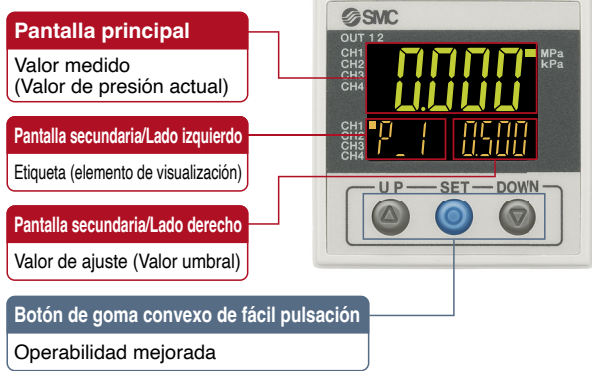 Pantalla principal
Valor medido
(Valor de presión actual)
Pantalla secundaria/Lado izquierdo
Etiqueta (elemento de visualización)
Pantalla secundaria/Lado derecho
Valor de ajuste (Valor umbral)
Botón de goma convexo de fácil pulsación
Operabilidad mejorada
SMC
OUT 1 2
CH1
CH2
CH3
CH4
0.000
MPa
kPa
CH1
CH2
CH3
CH4
P_1 0.500
UP SET DOWN